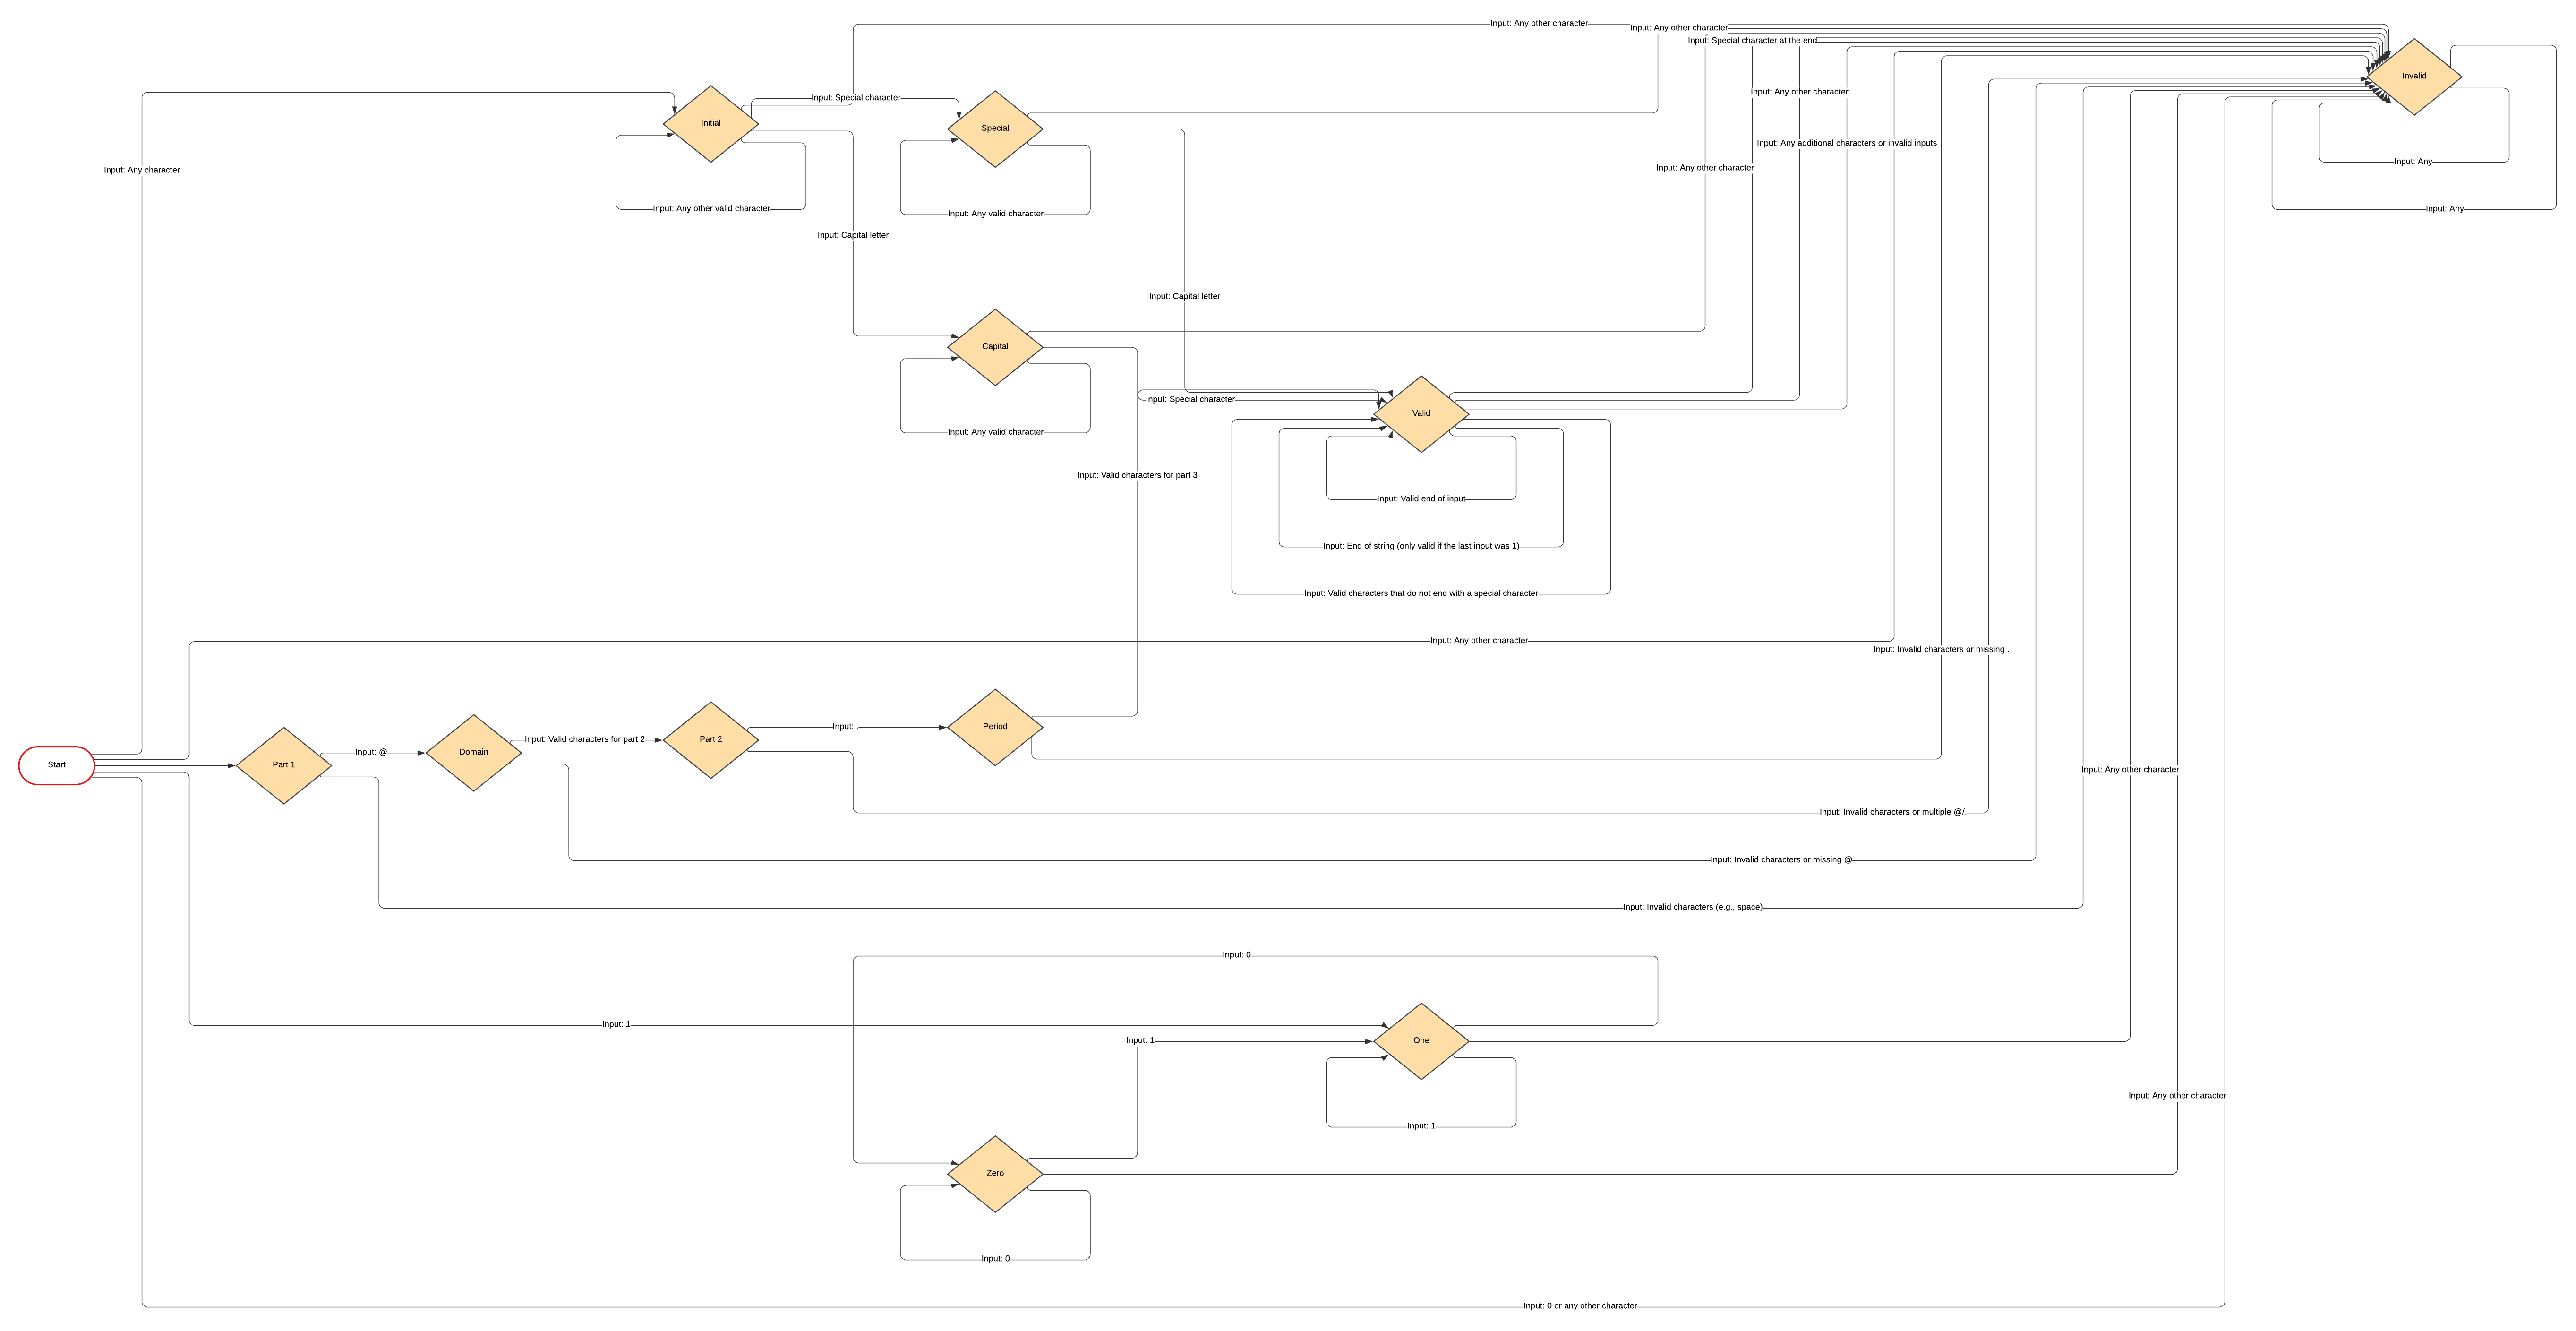 Input: Any other character
Input: Any other character
Input: Special character at the end
Invalid
Input: Any other character
Input: Special character
Initial
Special
Input: Any additional characters or invalid inputs
Input: Any
Input: Any other character
Input: Any character
Input: Any other valid character
Input: Any valid character
Input: Any
Input: Capital letter
Input: Capital letter
Capital
Input: Special character
Valid
Input: Any valid character
Input: Valid characters for part 3
Input: Valid end of input
Input: End of string (only valid if the last input was 1)
Input: Valid characters that do not end with a special character
Input: Any other character
Input: Invalid characters or missing .
Period
Input: .
Part 2
Input: Valid characters for part 2
Domain
Input: @
Part 1
Start
Input: Any other character
Input: Invalid characters or multiple @/.
Input: Invalid characters or missing @
Input: Invalid characters (e.g., space)
Input: 0
Input: 1
Input: 1
One
Input: Any other character
Input: 1
Zero
Input: 0
Input: 0 or any other character